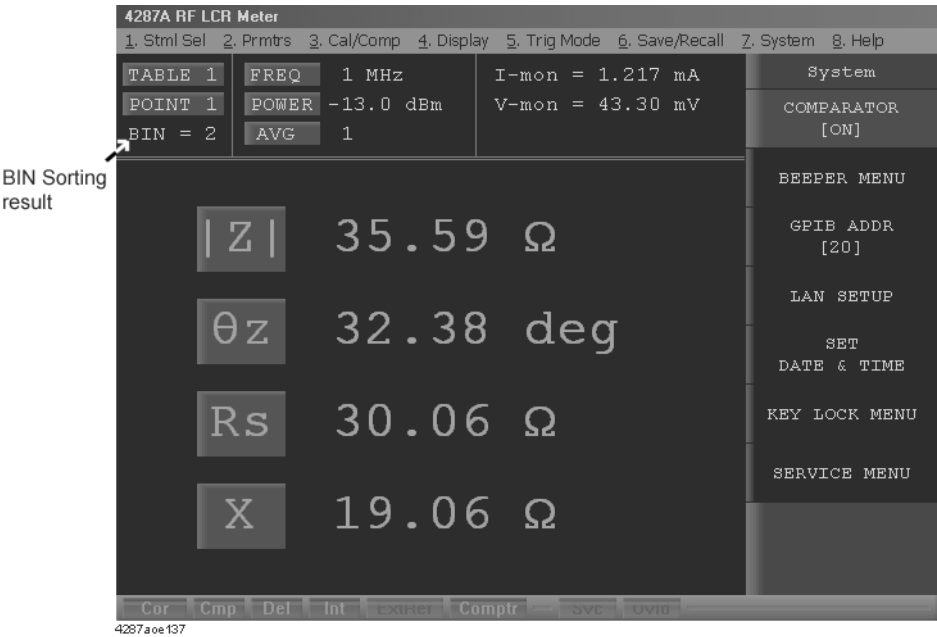 4287A RF LCR Meter
1. Stml Sel 2. Prmtrs 3. Cal/Comp 4. Display 5. Trig Mode 6. Save/Recall 7. System 8. Help
TABLE 1 FREQ 1 MHz I-mon = 1.217 mA
POINT 1 POWER -13.0 dBm V-mon = 43.30 mV
BIN = 2 AVG 1
System
COMPARATOR
[ON]
BEEPER MENU
GPIB ADDR
[20]
LAN SETUP
SET
DATE & TIME
KEY LOCK MENU
SERVICE MENU
BIN Sorting
result
|Z| 35.59 Ω
θz 32.38 deg
Rs 30.06 Ω
X 19.06 Ω
Cor Cmp Del Int ExtRef Comptr --- Svc Ovld
4287aoe137